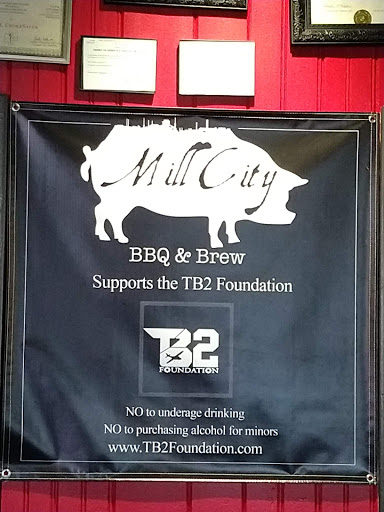 Mill City
BBQ & Brew
Supports the TB2 Foundation
TB2
FOUNDATION
NO to underage drinking
NO to purchasing alcohol for minors
www.TB2Foundation.com